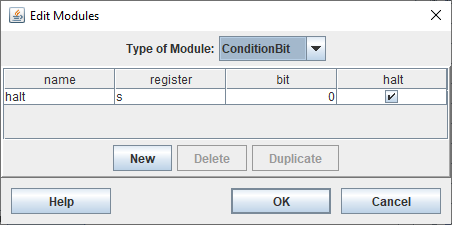 Edit Modules
Type of Module: ConditionBit
name register bit halt
halt s 0
New Delete Duplicate
Help OK Cancel